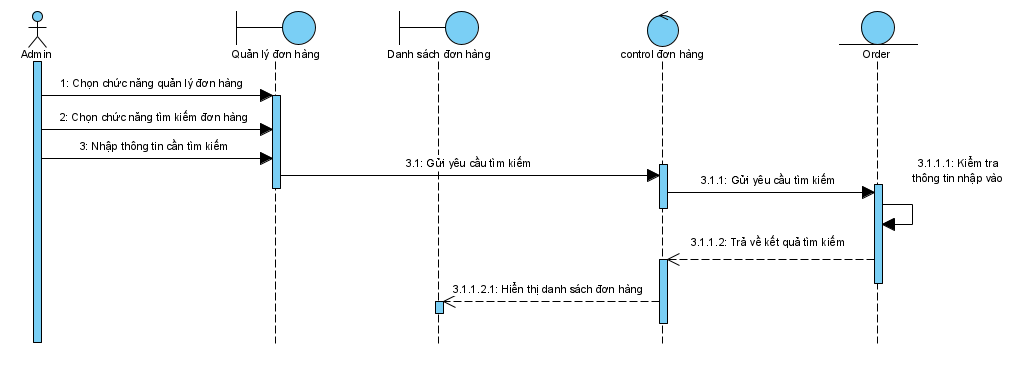 Admin
Quản lý đơn hàng
Danh sách đơn hàng
control đơn hàng
Order
1: Chọn chức năng quản lý đơn hàng
2: Chọn chức năng tìm kiếm đơn hàng
3: Nhập thông tin cần tìm kiếm
3.1: Gửi yêu cầu tìm kiếm
3.1.1: Gửi yêu cầu tìm kiếm
3.1.1.1: Kiểm tra
thông tin nhập vào
3.1.1.2: Trả về kết quả tìm kiếm
3.1.1.2.1: Hiển thị danh sách đơn hàng